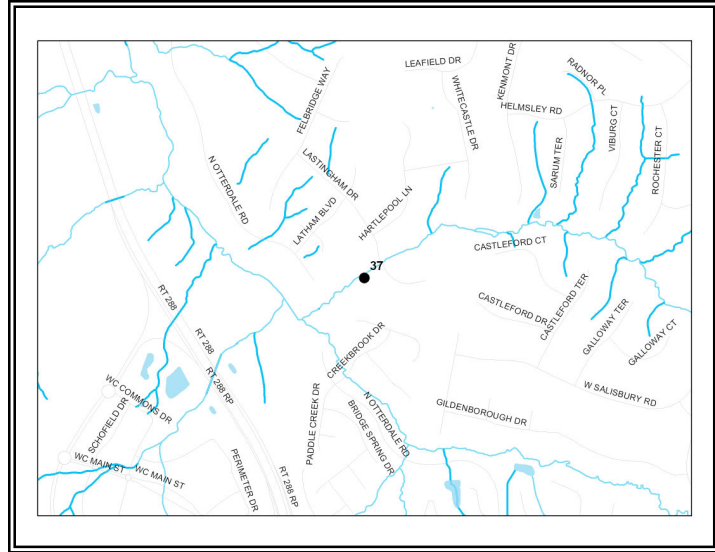 LEAFIELD DR
KENMONT DR
RADNOR PL
FELBRIDGE WAY
WHITECASTLE DR
HELMSLEY RD
VIBURG CT
SARUM TER
ROCHESTER CT
N OTTERDALE RD
LASTINGHAM DR
LATHAM BLVD
HARTLEPOOL LN
CASTLEFORD CT
37
RT 288
CASTLEFORD DR
CASTLEFORD TER
GALLOWAY TER
GALLOWAY CT
RT 288
CREEKBROOK DR
RT 288 RP
WC COMMONS DR
W SALISBURY RD
SCHOFIELD DR
PADDLE CREEK DR
N OTTERDALE RD
GILDENBOROUGH DR
BRIDGE SPRING DR
WC MAIN ST
WC MAIN ST
PERIMETER DR
RT 288 RP